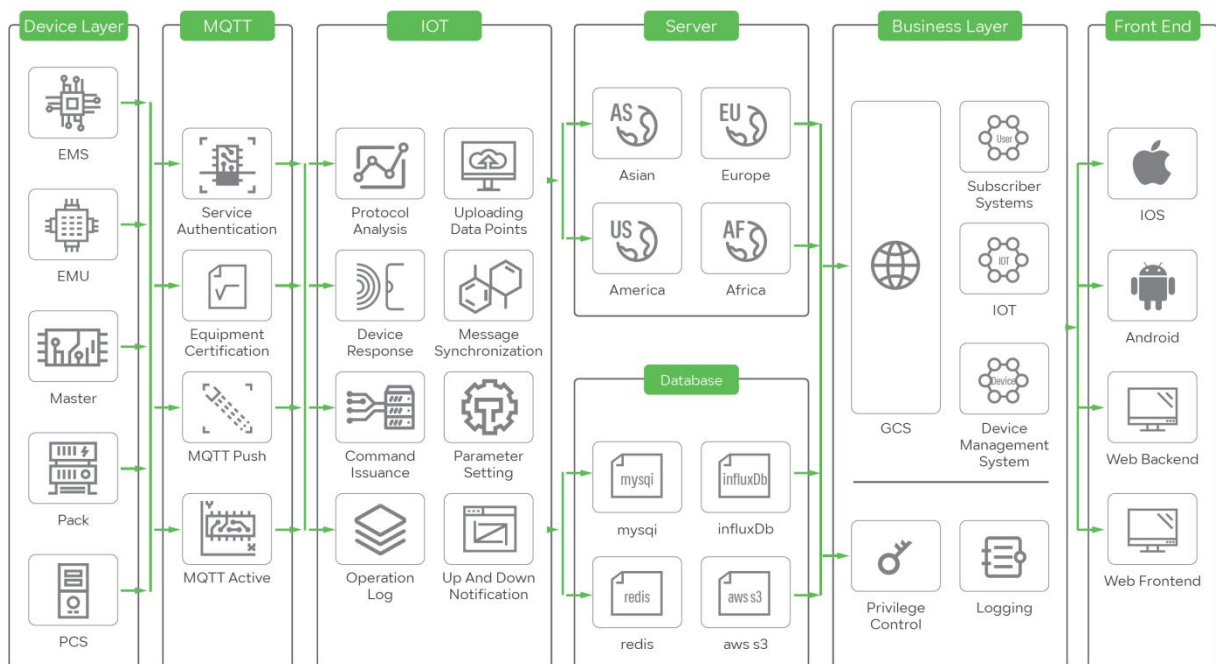 Device Layer
EMS
EMU
Master
Pack
PCS
MQTT
Service
Authentication
Equipment
Certification
MQTT Push
MQTT Active
Y
X
IOT
Protocol
Analysis
Uploading
Data Points
Device
Response
Message
Synchronization
Command
Issuance
Parameter
Setting
Operation
Log
Up And Down
Notification
Server
AS
Asian
EU
Europe
US
America
AF
Africa
Database
mysqi
mysqi
influxDb
influxDb
redis
redis
aws s3
aws s3
Business Layer
GCS
User
Subscriber
Systems
IOT
IOT
Device
Device
Management
System
Privilege
Control
Logging
Front End
IOS
Android
Web Backend
Web Frontend